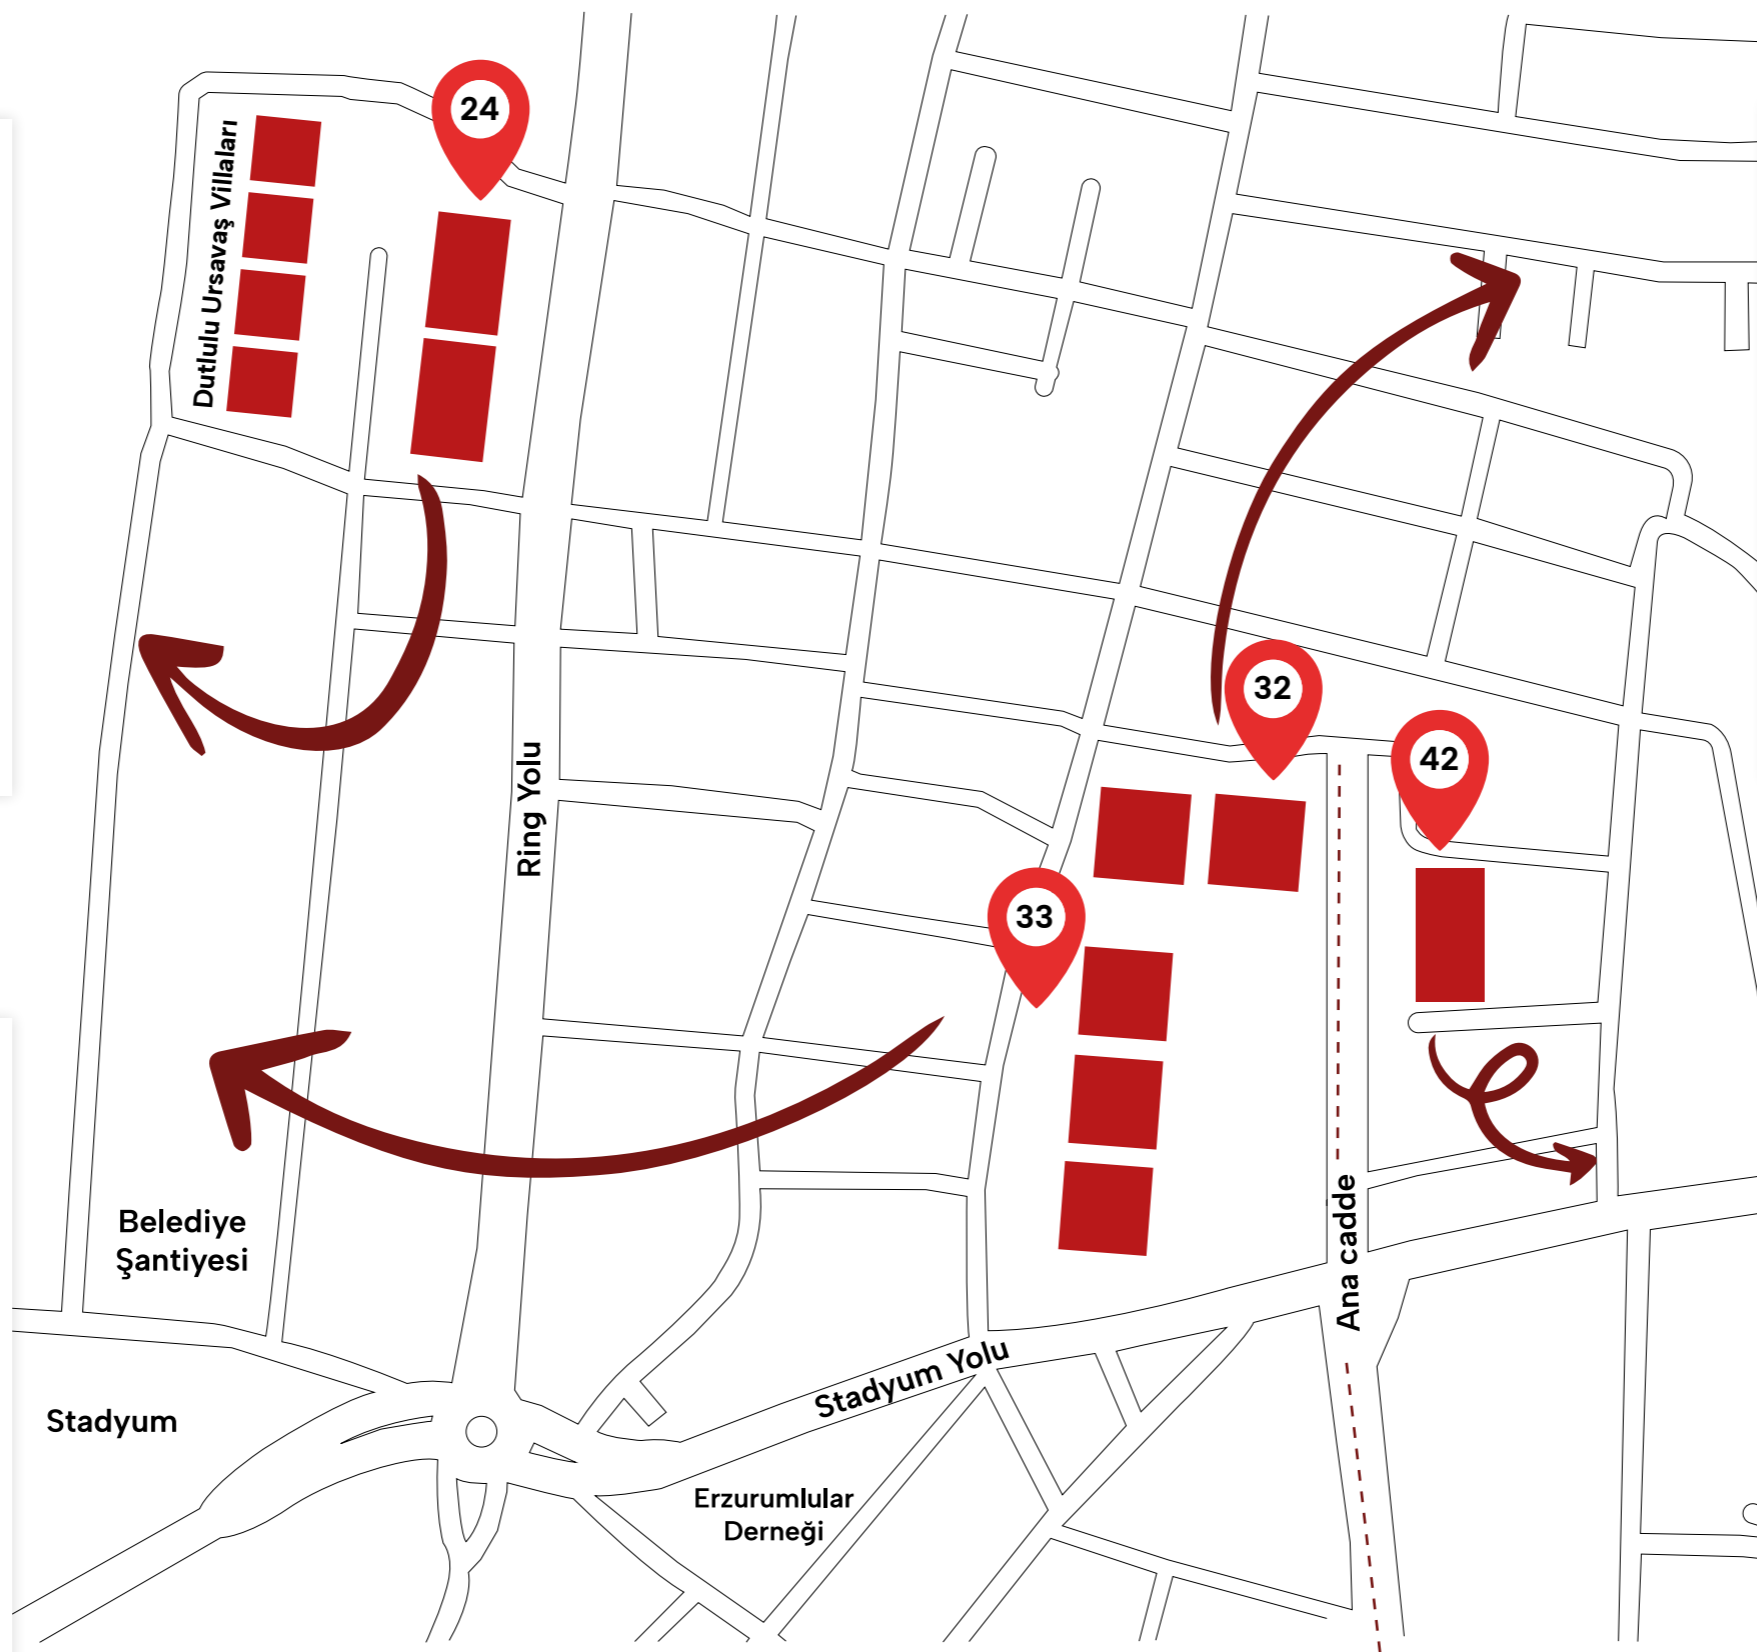 24
Dutlulu Ursavaş Villaları
32
42
Ring Yolu
33
Belediye
Şantiyesi
Ana cadde
Stadyum Yolu
Stadyum
Erzurumlular
Derneği